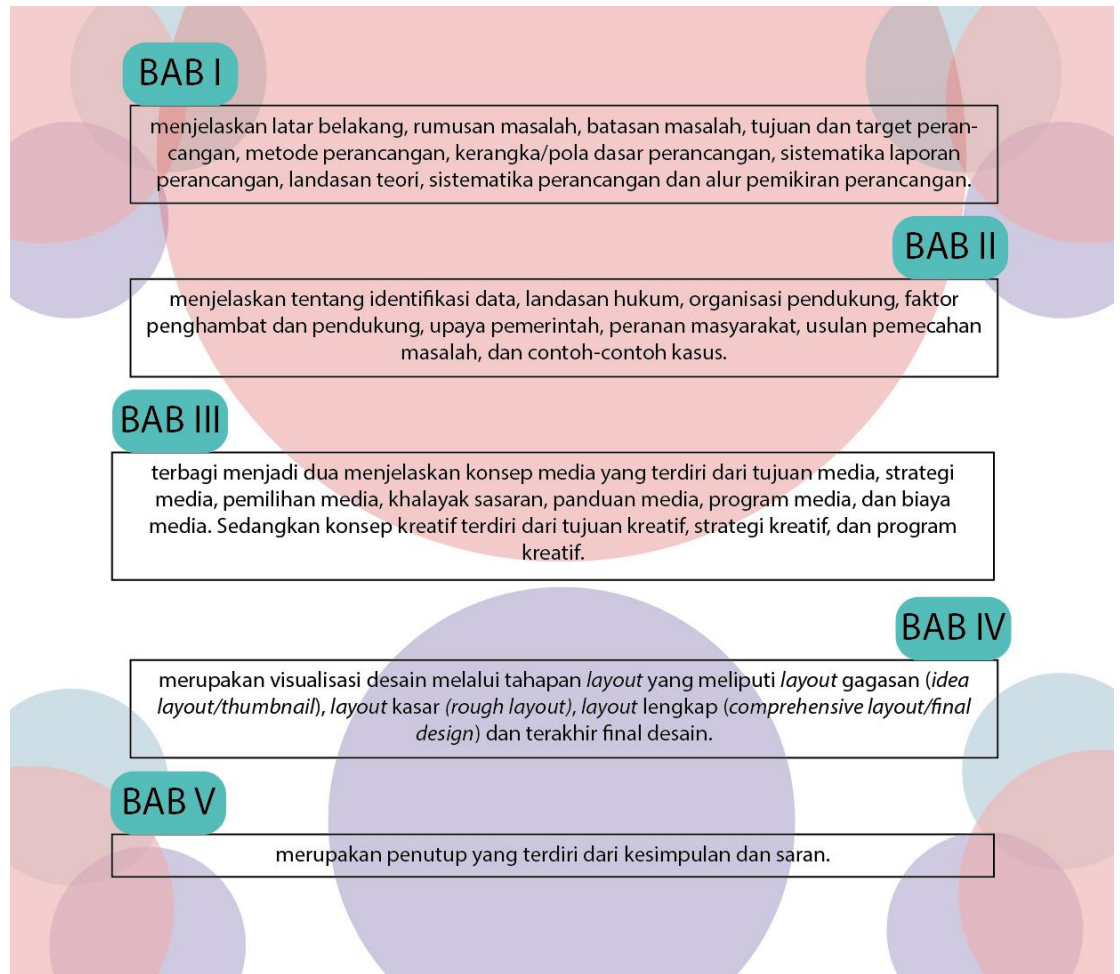 BAB I
menjelaskan latar belakang, rumusan masalah, batasan masalah, tujuan dan target peran-
cangan, metode perancangan, kerangka/pola dasar perancangan, sistematika laporan
perancangan, landasan teori, sistematika perancangan dan alur pemikiran perancangan.
BAB II
menjelaskan tentang identifikasi data, landasan hukum, organisasi pendukung, faktor
penghambat dan pendukung, upaya pemerintah, peranan masyarakat, usulan pemecahan
masalah, dan contoh-contoh kasus.
BAB III
terbagi menjadi dua menjelaskan konsep media yang terdiri dari tujuan media, strategi
media, pemilihan media, khalayak sasaran, panduan media, program media, dan biaya
media. Sedangkan konsep kreatif terdiri dari tujuan kreatif, strategi kreatif, dan program
kreatif.
BAB IV
merupakan visualisasi desain melalui tahapan layout yang meliputi layout gagasan (idea
layout/thumbnail), layout kasar (rough layout), layout lengkap (comprehensive layout/final
design) dan terakhir final desain.
BAB V
merupakan penutup yang terdiri dari kesimpulan dan saran.